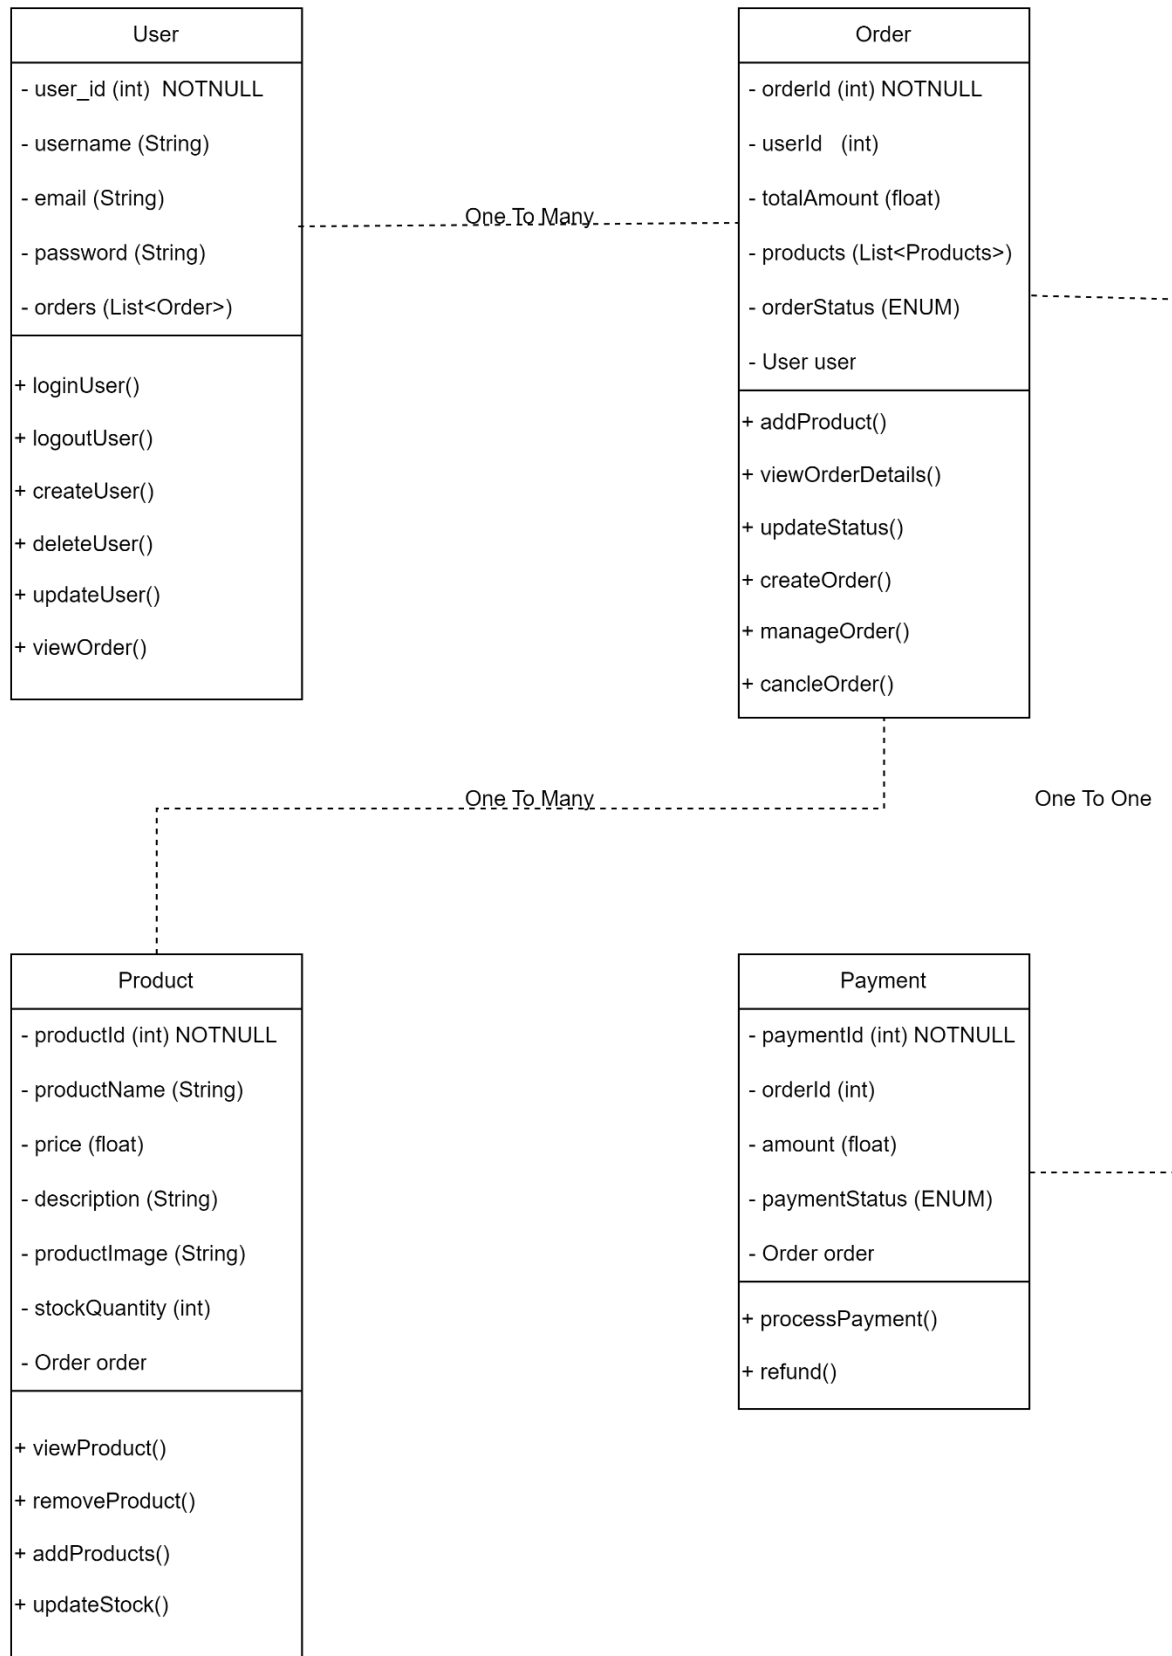 User
- user_id (int)  NOTNULL
- username (String)
- email (String)
- password (String)
- orders (List<Order>)
+ loginUser()
+ logoutUser()
+ createUser()
+ deleteUser()
+ updateUser()
+ viewOrder()
One To Many
Order
- orderId (int) NOTNULL
- userId   (int)
- totalAmount (float)
- products (List<Products>)
- orderStatus (ENUM)
- User user
+ addProduct()
+ viewOrderDetails()
+ updateStatus()
+ createOrder()
+ manageOrder()
+ cancleOrder()
One To Many
One To One
Product
- productId (int) NOTNULL
- productName (String)
- price (float)
- description (String)
- productImage (String)
- stockQuantity (int)
- Order order
+ viewProduct()
+ removeProduct()
+ addProducts()
+ updateStock()
Payment
- paymentId (int) NOTNULL
- orderId (int)
- amount (float)
- paymentStatus (ENUM)
- Order order
+ processPayment()
+ refund()